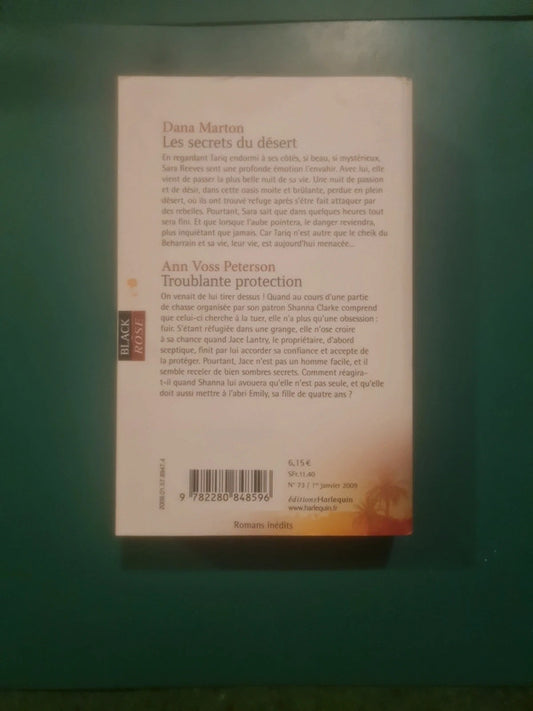 Dana Marton
Les secrets du désert
En regardant Tariq endormi à ses côtés, si beau, si mystérieux,
Sara Reeves sent une profonde émotion l'envahir. Avec lui, elle
vient de passer la plus belle nuit de sa vie. Une nuit de passion
et de désir, dans cette oasis moite et brûlante, perdue en plein
désert, où ils ont trouvé refuge après s'être fait attaquer par
des rebelles. Pourtant, Sara sait que dans quelques heures tout
sera fini. Et que lorsque l'aube pointera, le danger reviendra,
plus inquiétant que jamais. Car Tariq n'est autre que le cheik du
Beharrain et sa vie, leur vie, est aujourd'hui menacée...
Ann Voss Peterson
Troublante protection
On venait de lui tirer dessus ! Quand au cours d'une partie
de chasse organisée par son patron Shanna Clarke comprend
que celui-ci cherche à la tuer, elle n'a plus qu'une obsession :
fuir. S'étant réfugiée dans une grange, elle n'ose croire
à sa chance quand Jace Lantry, le propriétaire, d'abord
sceptique, finit par lui accorder sa confiance et accepte de
la protéger. Pourtant, Jace n'est pas un homme facile, et il
semble receler de bien sombres secrets. Comment réagira-
t-il quand Shanna lui avouera qu'elle n'est pas seule, et qu'elle
doit aussi mettre à l'abri Emily, sa fille de quatre ans ?
BLACK
ROSE
2009.01.57.8947.4
9 782280 848596
6,15 €
SFr.11.40
N° 73 / 1er janvier 2009
éditionsHarlequin
www.harlequin.fr
Romans inédits